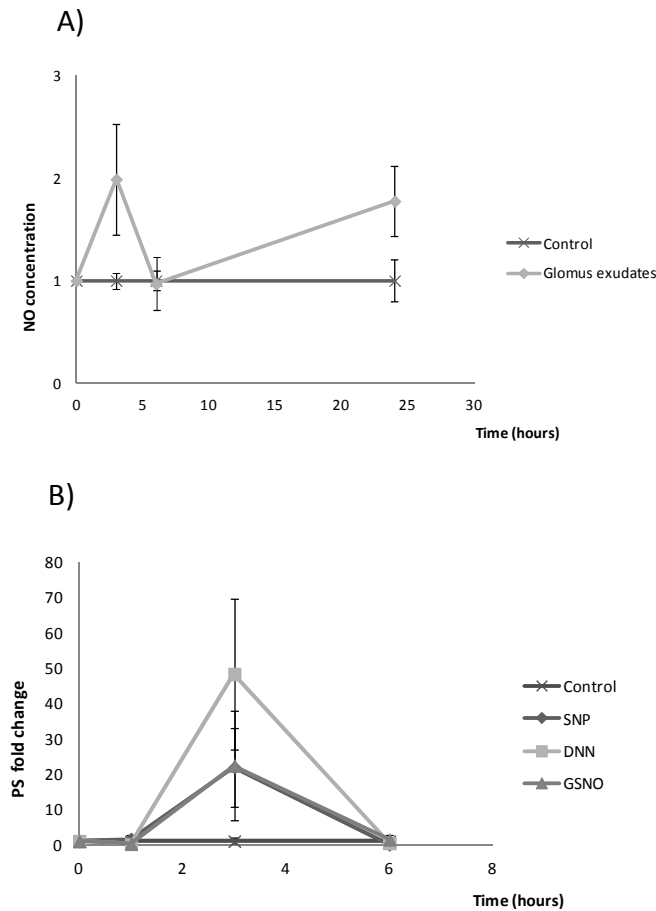 A)
3
2
1
0
NO concentration
0 5 10 15 20 25 30
Time (hours)
Control
Glomus exudates
B)
80
70
60
50
40
30
20
10
0
PS fold change
0 2 4 6 8
Time (hours)
Control
SNP
DNN
GSNO